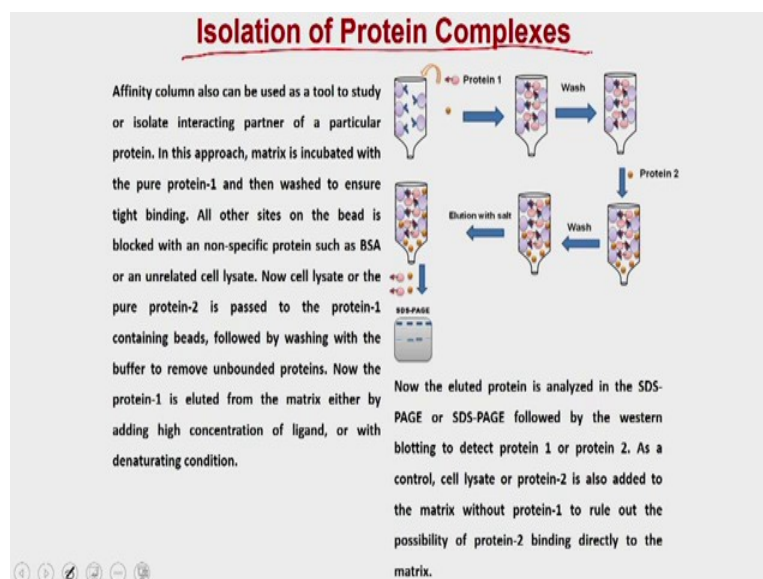 Isolation of Protein Complexes
Affinity column also can be used as a tool to study
or isolate interacting partner of a particular
protein. In this approach, matrix is incubated with
the pure protein-1 and then washed to ensure
tight binding. All other sites on the bead is
blocked with an non-specific protein such as BSA
or an unrelated cell lysate. Now cell lysate or the
pure protein-2 is passed to the protein-1
containing beads, followed by washing with the
buffer to remove unbounded proteins. Now the
protein-1 is eluted from the matrix either by
adding high concentration of ligand, or with
denaturating condition.
Protein 1
Wash
Protein 2
Wash
Elution with salt
SDS-PAGE
Now the eluted protein is analyzed in the SDS-
PAGE or SDS-PAGE followed by the western
blotting to detect protein 1 or protein 2. As a
control, cell lysate or protein-2 is also added to
the matrix without protein-1 to rule out the
possibility of protein-2 binding directly to the
matrix.